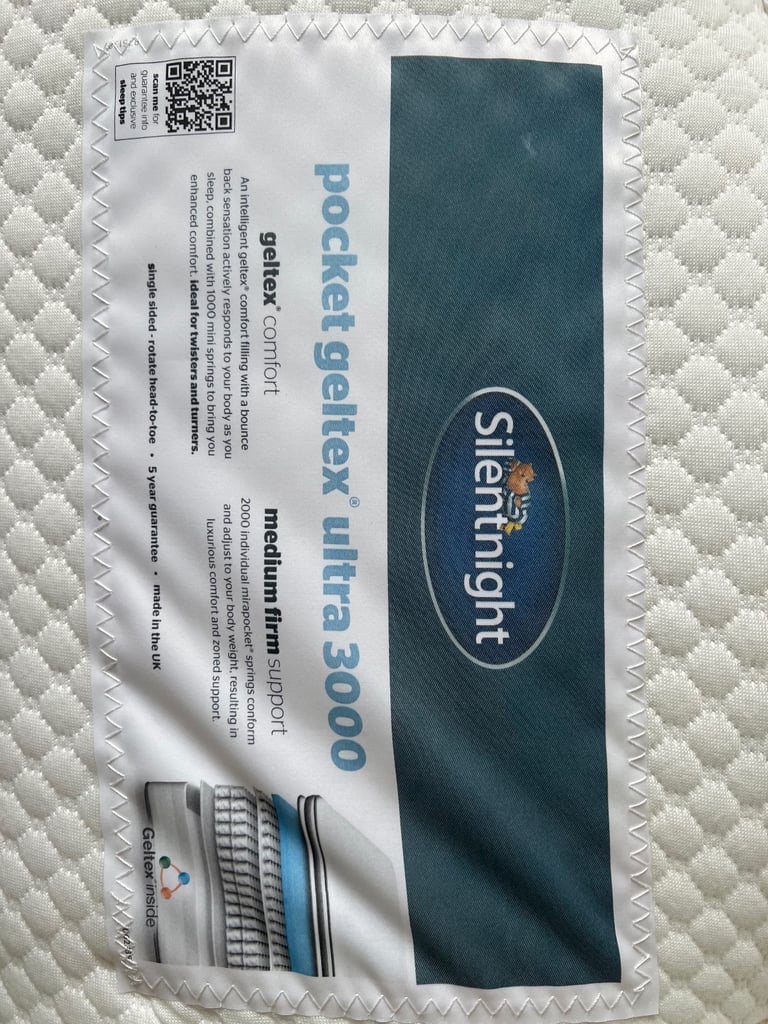 Silentnight
pocket geltex® ultra 3000
geltex® comfort
An intelligent geltex® comfort filling with a bounce
back sensation actively responds to your body as you
sleep, combined with 1000 mini springs to bring you
enhanced comfort. ideal for twisters and turners.
medium firm support
2000 individual mirapocket® springs conform
and adjust to your body weight, resulting in
luxurious comfort and zoned support.
scan me for
guarantee info
and exclusive
sleep tips
single sided - rotate head-to-toe • 5 year guarantee • made in the UK
Geltex® inside